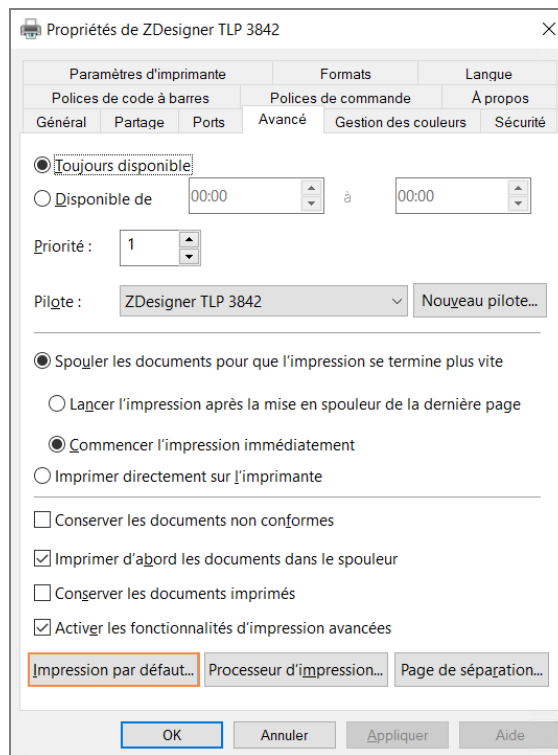 Propriétés de ZDesigner TLP 3842
Paramètres d'imprimante Formats Langue
Polices de code à barres Polices de commande À propos
Général Partage Ports Avancé Gestion des couleurs Sécurité
Toujours disponible
Disponible de 00:00 à 00:00
Priorité : 1
Pilote : ZDesigner TLP 3842 Nouveau pilote...
Spouler les documents pour que l'impression se termine plus vite
Lancer l'impression après la mise en spouleur de la dernière page
Commencer l'impression immédiatement
Imprimer directement sur l'imprimante
Conserver les documents non conformes
Imprimer d'abord les documents dans le spouleur
Conserver les documents imprimés
Activer les fonctionnalités d'impression avancées
Impression par défaut... Processeur d'impression... Page de séparation...
OK Annuler Appliquer Aide